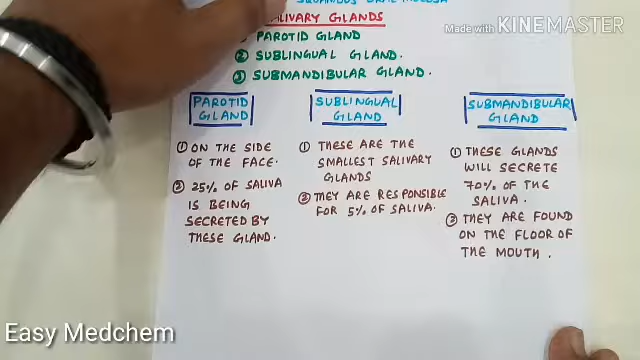 SQUAMOUS ORAL MUCOSA
SALIVARY GLANDS
PAROTID GLAND
② SUBLINGUAL GLAND.
③ SUBMANDIBULAR GLAND.
PAROTID
GLAND
① ON THE SIDE
OF THE FACE.
② 25% OF SALIVA
IS BEING
SECRETED BY
THESE GLAND.
SUBLINGUAL
GLAND
① THESE ARE THE
SMALLEST SALIVARY
GLANDS
② THEY ARE RESPONSIBLE
FOR 5% OF SALIVA.
SUBMANDIBULAR
GLAND
① THESE GLANDS
WILL SECRETE
70% OF THE
SALIVA.
② THEY ARE FOUND
ON THE FLOOR OF
THE MOUTH.
Made with KINEMASTER
Easy Medchem